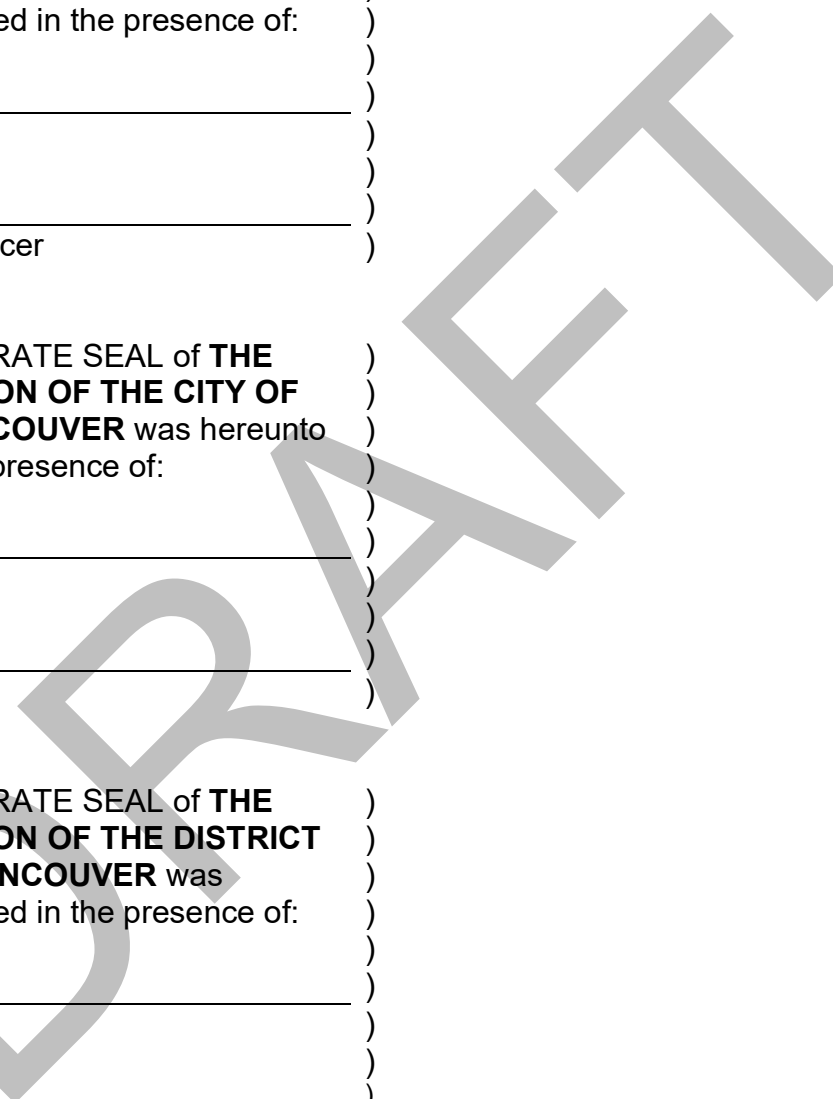 ed in the presence of: )
)
)
)
)
)
cer )
RATE SEAL of THE )
ON OF THE CITY OF )
COUVER was hereunto )
presence of: )
)
)
)
)
)
)
RATE SEAL of THE )
ON OF THE DISTRICT )
NCOUVER was )
ed in the presence of: )
)
)
)
)
)
DRAFT